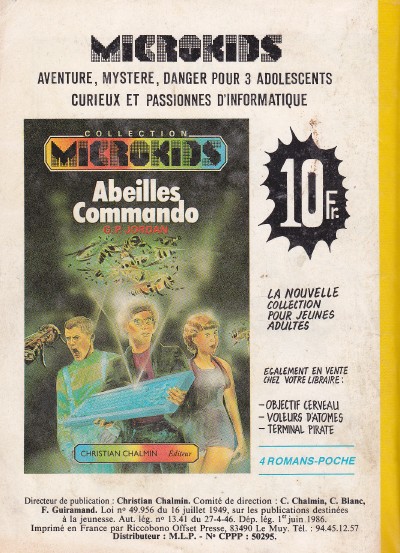 MICROKIDS
AVENTURE, MYSTERE, DANGER POUR 3 ADOLESCENTS
CURIEUX ET PASSIONNES D'INFORMATIQUE
COLLECTION
MICROKIDS
Abeilles
Commando
G.P. JORDAN
CHRISTIAN CHALMIN Éditeur
10 Fr.
LA NOUVELLE
COLLECTION
POUR JEUNES
ADULTES
EGALEMENT EN VENTE
CHEZ VOTRE LIBRAIRE :
- OBJECTIF CERVEAU
- VOLEURS D'ATOMES
- TERMINAL PIRATE
4 ROMANS-POCHE
Directeur de publication : Christian Chalmin. Comité de direction : C. Chalmin, C. Blanc,
F. Guiramand. Loi nº 49.956 du 16 juillet 1949, sur les publications destinées
à la jeunesse. Aut. lég. nº 13.41 du 27-4-46. Dép. lég. 1er juin 1986.
Imprimé en France par Riccobono Offset Presse, 83490 Le Muy. Tél. : 94.45.12.57
Distributeur : M.L.P. - Nº CPPP : 50295.